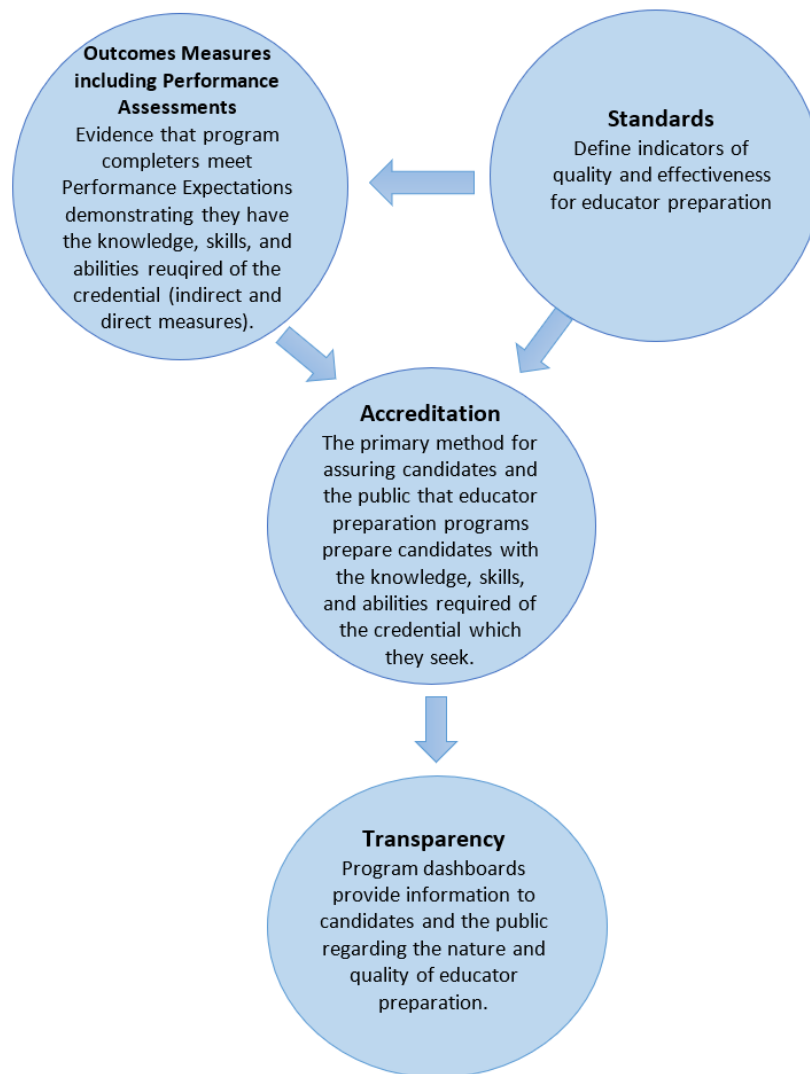 Outcomes Measures
including Performance
Assessments
Evidence that program
completers meet
Performance Expectations
demonstrating they have
the knowledge, skills, and
abilities reuqired of the
credential (indirect and
direct measures).
Standards
Define indicators of
quality and effectiveness
for educator preparation
Accreditation
The primary method for
assuring candidates and
the public that educator
preparation programs
prepare candidates with
the knowledge, skills,
and abilities required of
the credential which
they seek.
Transparency
Program dashboards
provide information to
candidates and the public
regarding the nature and
quality of educator
preparation.